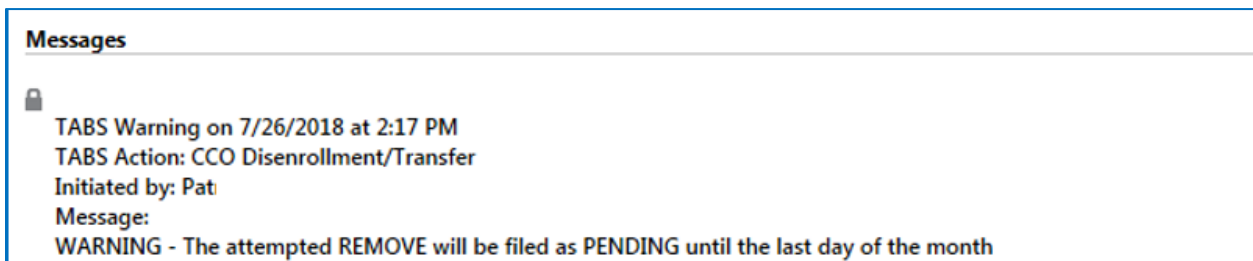 Messages
TABS Warning on 7/26/2018 at 2:17 PM
TABS Action: CCO Disenrollment/Transfer
Initiated by: Pat
Message:
WARNING - The attempted REMOVE will be filed as PENDING until the last day of the month